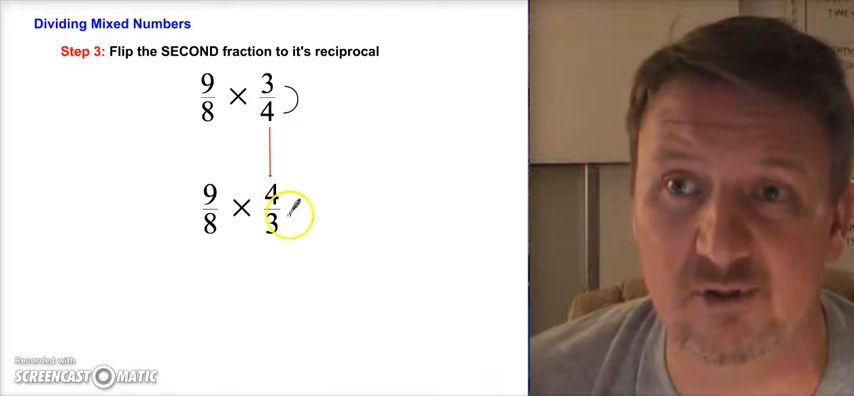 Dividing Mixed Numbers
Step 3: Flip the SECOND fraction to it's reciprocal
9/8 × 3/4
9/8 × 4/3
Recorded with
SCREENCAST O MATIC
TIME